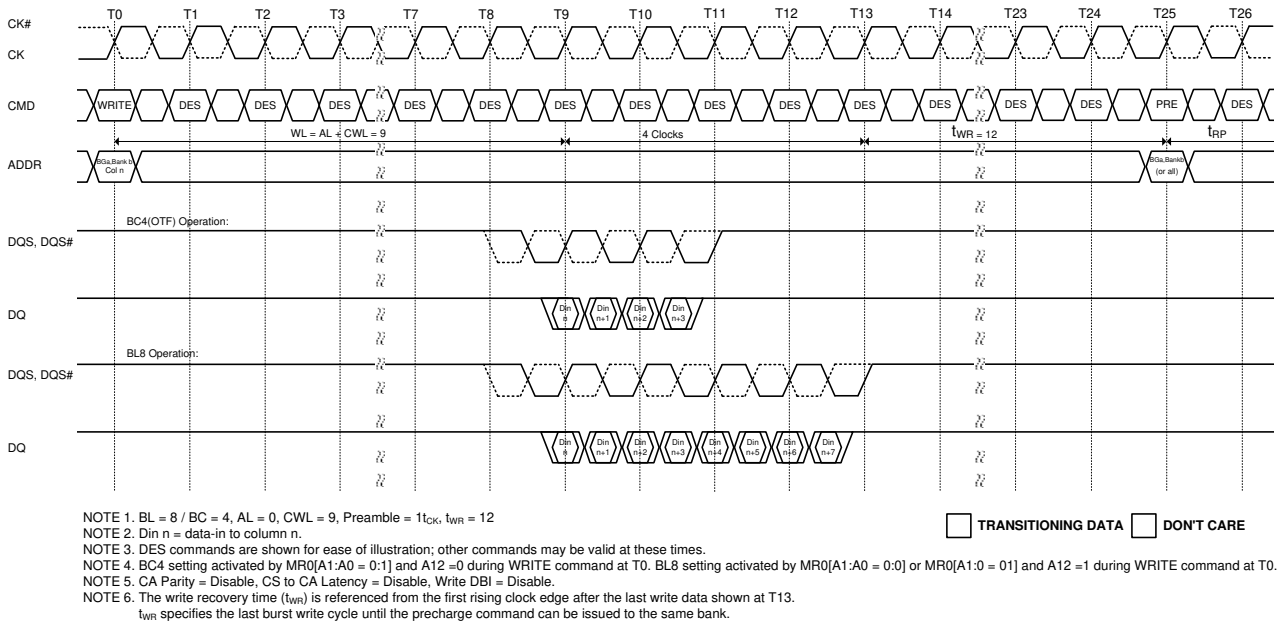 T0 T1 T2 T3 T7 T8 T9 T10 T11 T12 T13 T14 T23 T24 T25 T26
CK#
CK
CMD
WRITE DES DES DES DES DES DES DES DES DES DES DES DES DES PRE DES
WL = AL + CWL = 9
4 Clocks
tWR = 12
tRP
ADDR
BGa,Bank b
Col n
BGa,Bankb
(or all)
BC4(OTF) Operation:
DQS, DQS#
DQ
Din n
Din n+1
Din n+2
Din n+3
BL8 Operation:
DQS, DQS#
DQ
Din n
Din n+1
Din n+2
Din n+3
Din n+4
Din n+5
Din n+6
Din n+7
NOTE 1. BL = 8 / BC = 4, AL = 0, CWL = 9, Preamble = 1tCK, tWR = 12
TRANSITIONING DATA
DON'T CARE
NOTE 2. Din n = data-in to column n.
NOTE 3. DES commands are shown for ease of illustration; other commands may be valid at these times.
NOTE 4. BC4 setting activated by MR0[A1:A0 = 0:1] and A12 =0 during WRITE command at T0. BL8 setting activated by MR0[A1:A0 = 0:0] or MR0[A1:0 = 01] and A12 =1 during WRITE command at T0.
NOTE 5. CA Parity = Disable, CS to CA Latency = Disable, Write DBI = Disable.
NOTE 6. The write recovery time (tWR) is referenced from the first rising clock edge after the last write data shown at T13.
tWR specifies the last burst write cycle until the precharge command can be issued to the same bank.